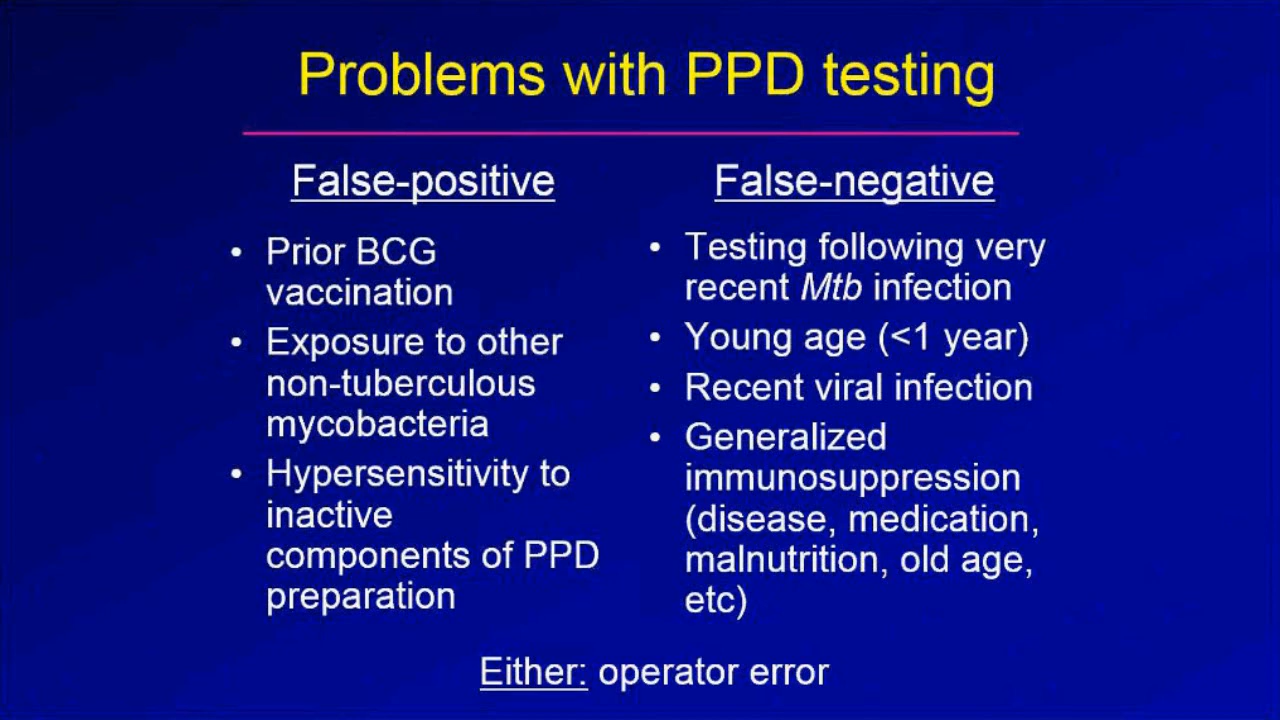 Problems with PPD testing
False-positive
• Prior BCG
vaccination
• Exposure to other
non-tuberculous
mycobacteria
• Hypersensitivity to
inactive
components of PPD
preparation
False-negative
• Testing following very
recent Mtb infection
• Young age (<1 year)
• Recent viral infection
• Generalized
immunosuppression
(disease, medication,
malnutrition, old age,
etc)
Either: operator error